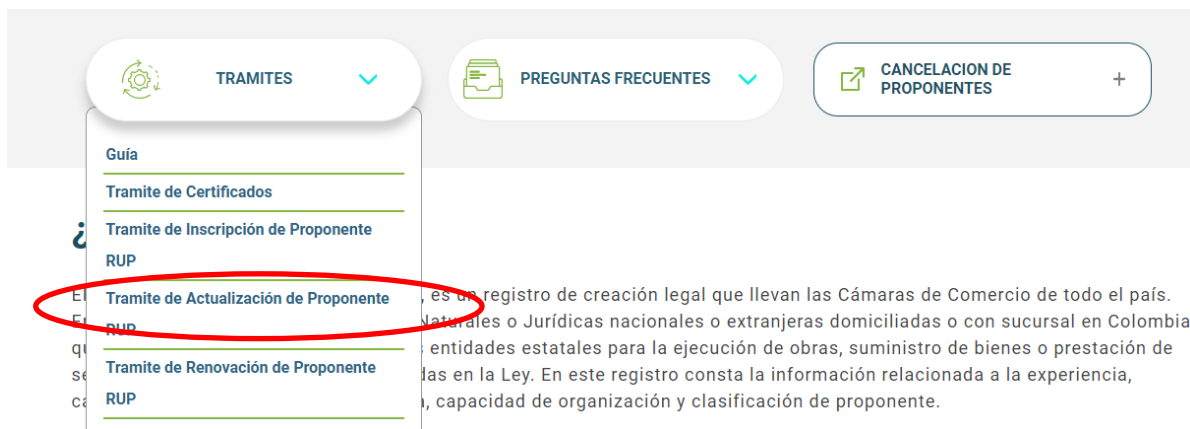 TRAMITES
PREGUNTAS FRECUENTES
CANCELACION DE
PROPONENTES
+
Guía
Tramite de Certificados
Tramite de Inscripción de Proponente
RUP
Tramite de Actualización de Proponente
RUP
Tramite de Renovación de Proponente
RUP
¿
, es un registro de creación legal que llevan las Cámaras de Comercio de todo el país.
Naturales o Jurídicas nacionales o extranjeras domiciliadas o con sucursal en Colombia
entidades estatales para la ejecución de obras, suministro de bienes o prestación de
en la Ley. En este registro consta la información relacionada a la experiencia,
, capacidad de organización y clasificación de proponente.